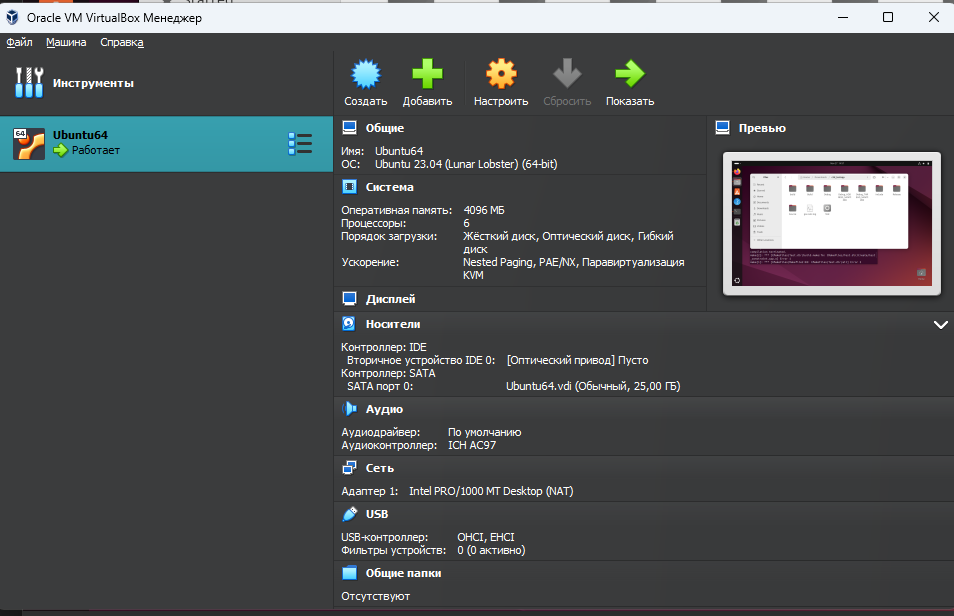 Oracle VM VirtualBox Менеджер
Файл Машина Справка
Инструменты
Создать Добавить Настроить Сбросить Показать
64
Ubuntu64
Работает
Общие
Имя: Ubuntu64
ОС: Ubuntu 23.04 (Lunar Lobster) (64-bit)
Система
Оперативная память: 4096 МБ
Процессоры: 6
Порядок загрузки: Жёсткий диск, Оптический диск, Гибкий
диск
Ускорение: Nested Paging, PAE/NX, Паравиртуализация
KVM
Превью
Дисплей
Носители
Контроллер: IDE
Вторичное устройство IDE 0: [Оптический привод] Пусто
Контроллер: SATA
SATA порт 0: Ubuntu64.vdi (Обычный, 25,00 ГБ)
Аудио
Аудиодрайвер: По умолчанию
Аудиоконтроллер: ICH AC97
Сеть
Адаптер 1: Intel PRO/1000 MT Desktop (NAT)
USB
USB-контроллер: OHCI, EHCI
Фильтры устройств: 0 (0 активно)
Общие папки
Отсутствуют